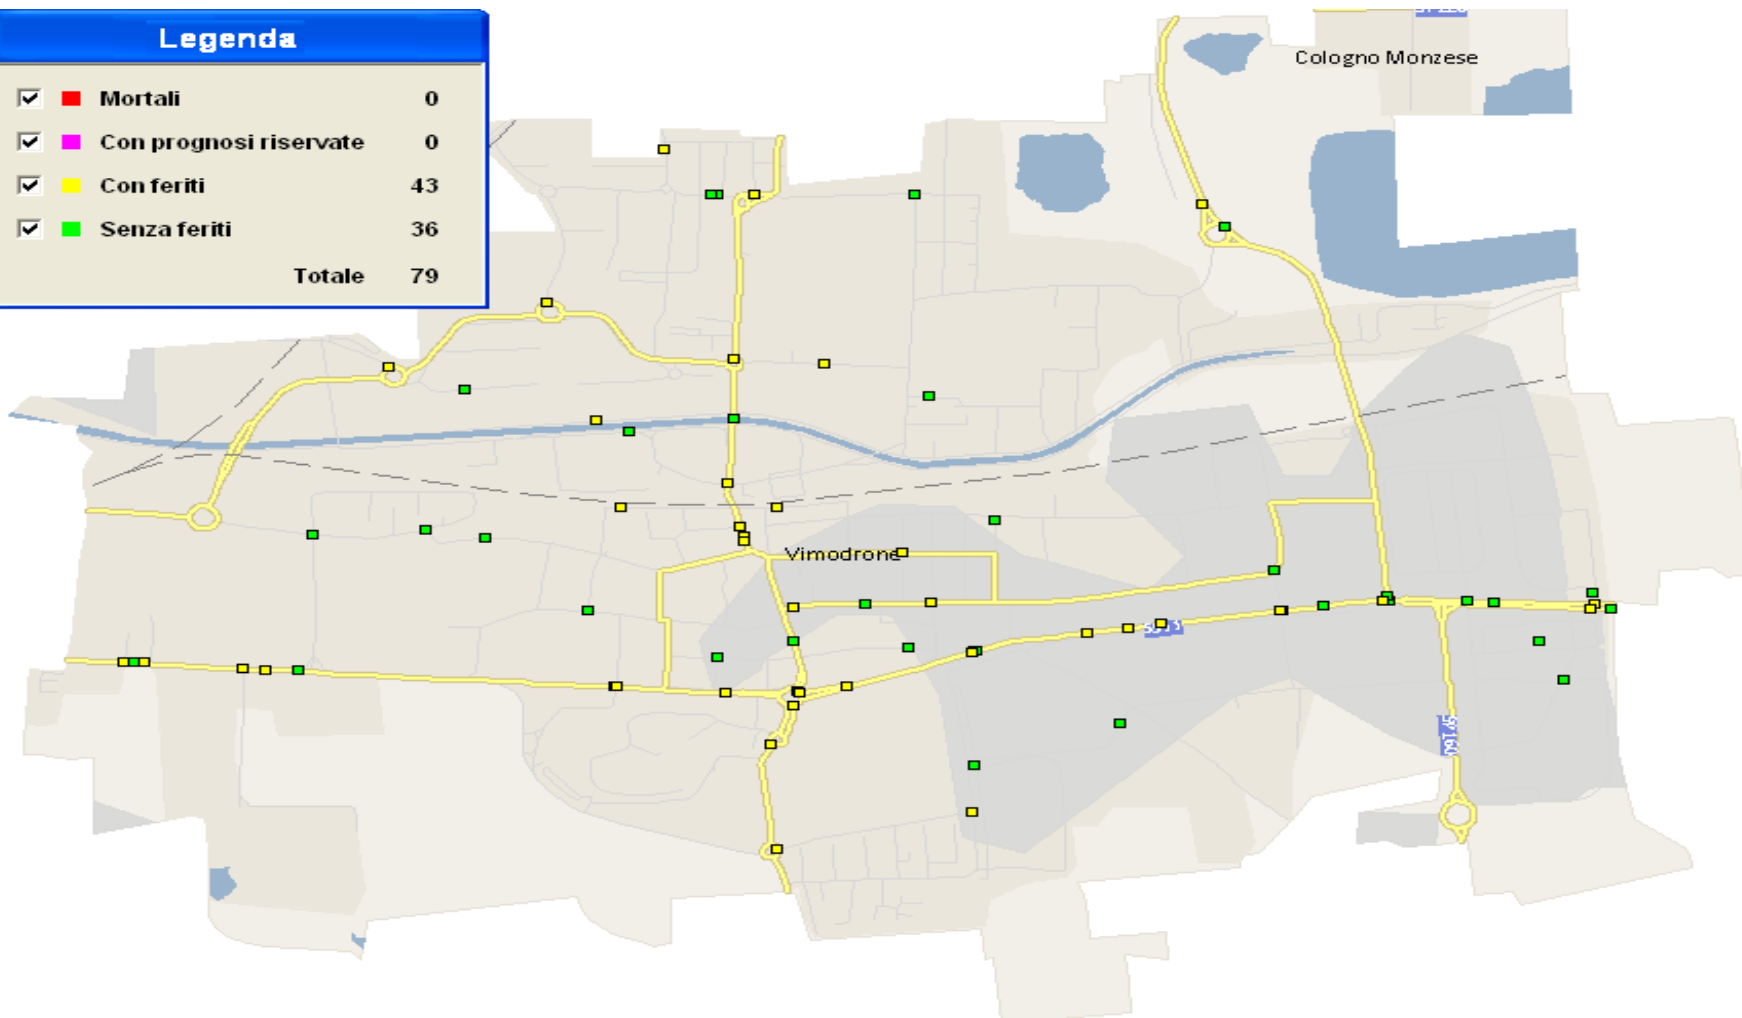 Legenda
Mortali 0
Con prognosi riservate 0
Con feriti 43
Senza feriti 36
Totale 79
Cologno Monzese
Vimodrone